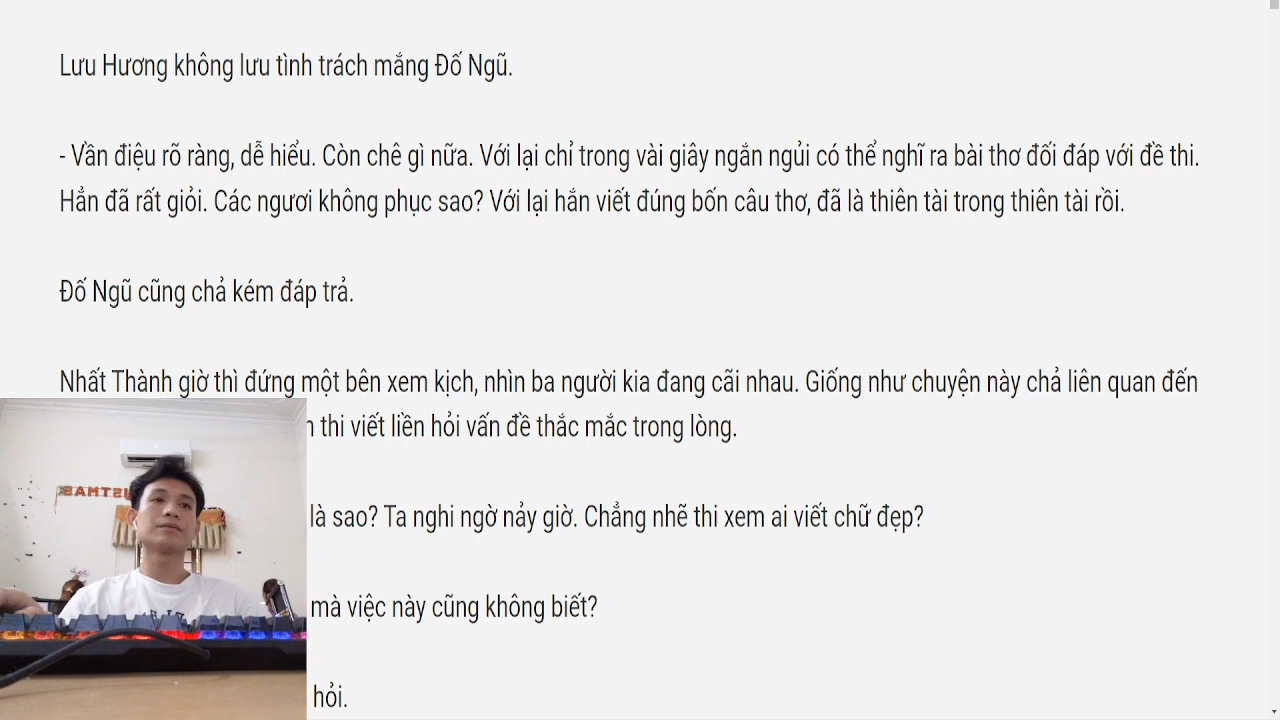 Lưu Hương không lưu tình trách mắng Đố Ngũ.
- Vần điệu rõ ràng, dễ hiểu. Còn chê gì nữa. Với lại chỉ trong vài giây ngắn ngủi có thể nghĩ ra bài thơ đối đáp với đề thi.
Hẳn đã rất giỏi. Các ngươi không phục sao? Với lại hắn viết đúng bốn câu thơ, đã là thiên tài trong thiên tài rồi.
Đố Ngũ cũng chả kém đáp trả.
Nhất Thành giờ thì đứng một bên xem kịch, nhìn ba người kia đang cãi nhau. Giống như chuyện này chả liên quan đến
thi viết liền hỏi vấn đề thắc mắc trong lòng.
là sao? Ta nghi ngờ nảy giờ. Chẳng nhẽ thi xem ai viết chữ đẹp?
mà việc này cũng không biết?
hỏi.